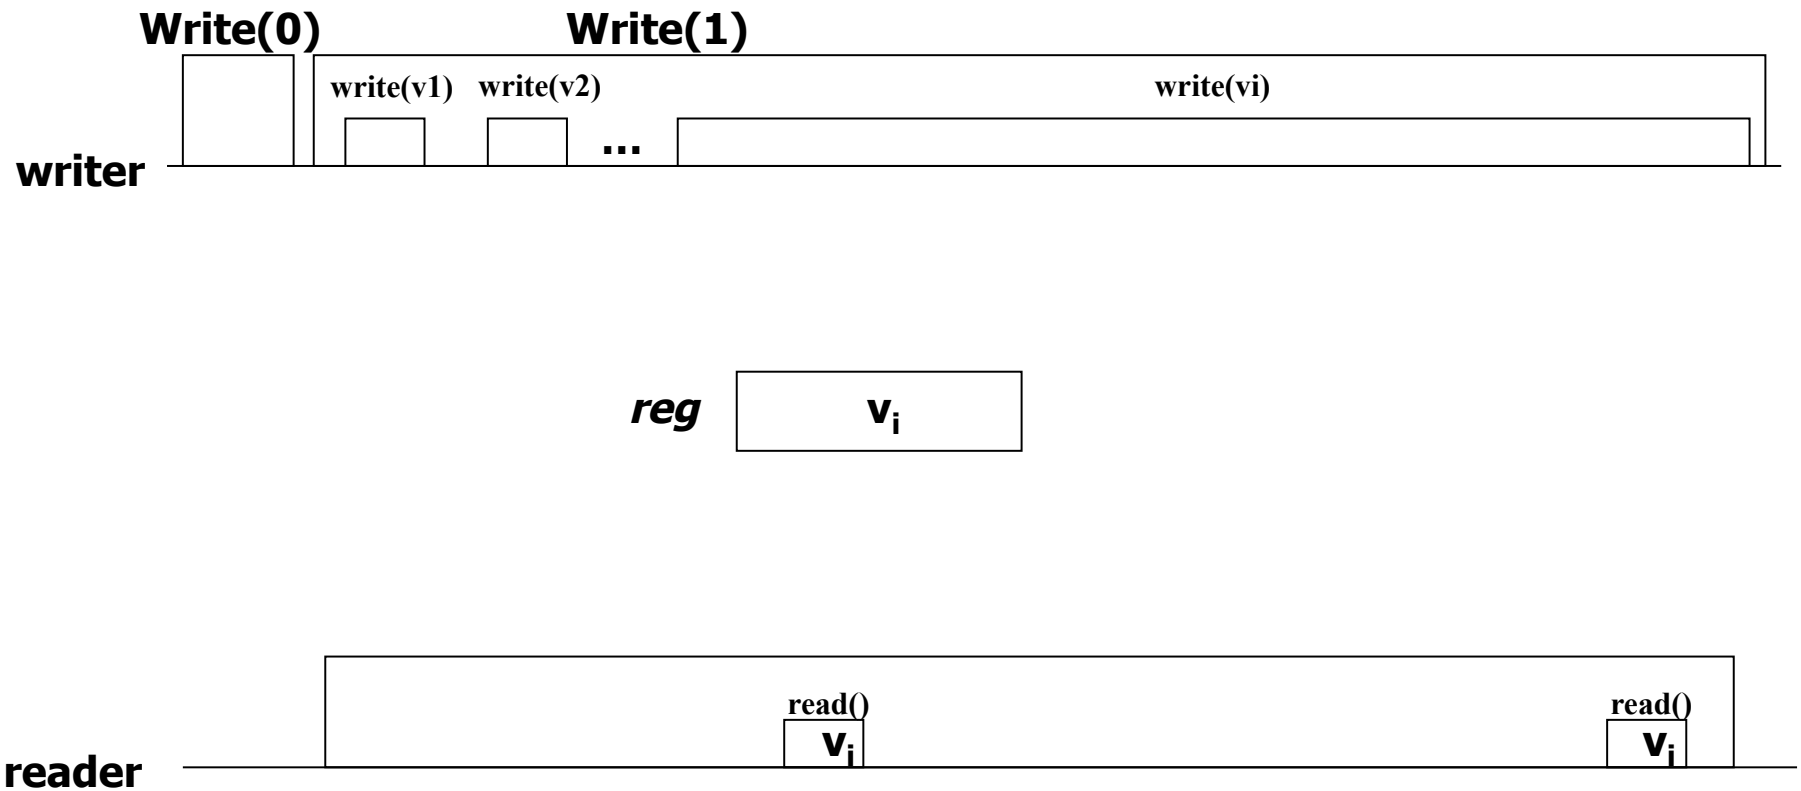 Write(0) Write(1)
write(v1) write(v2) write(vi)
...
writer
reg vi
read() read()
vi vi
reader